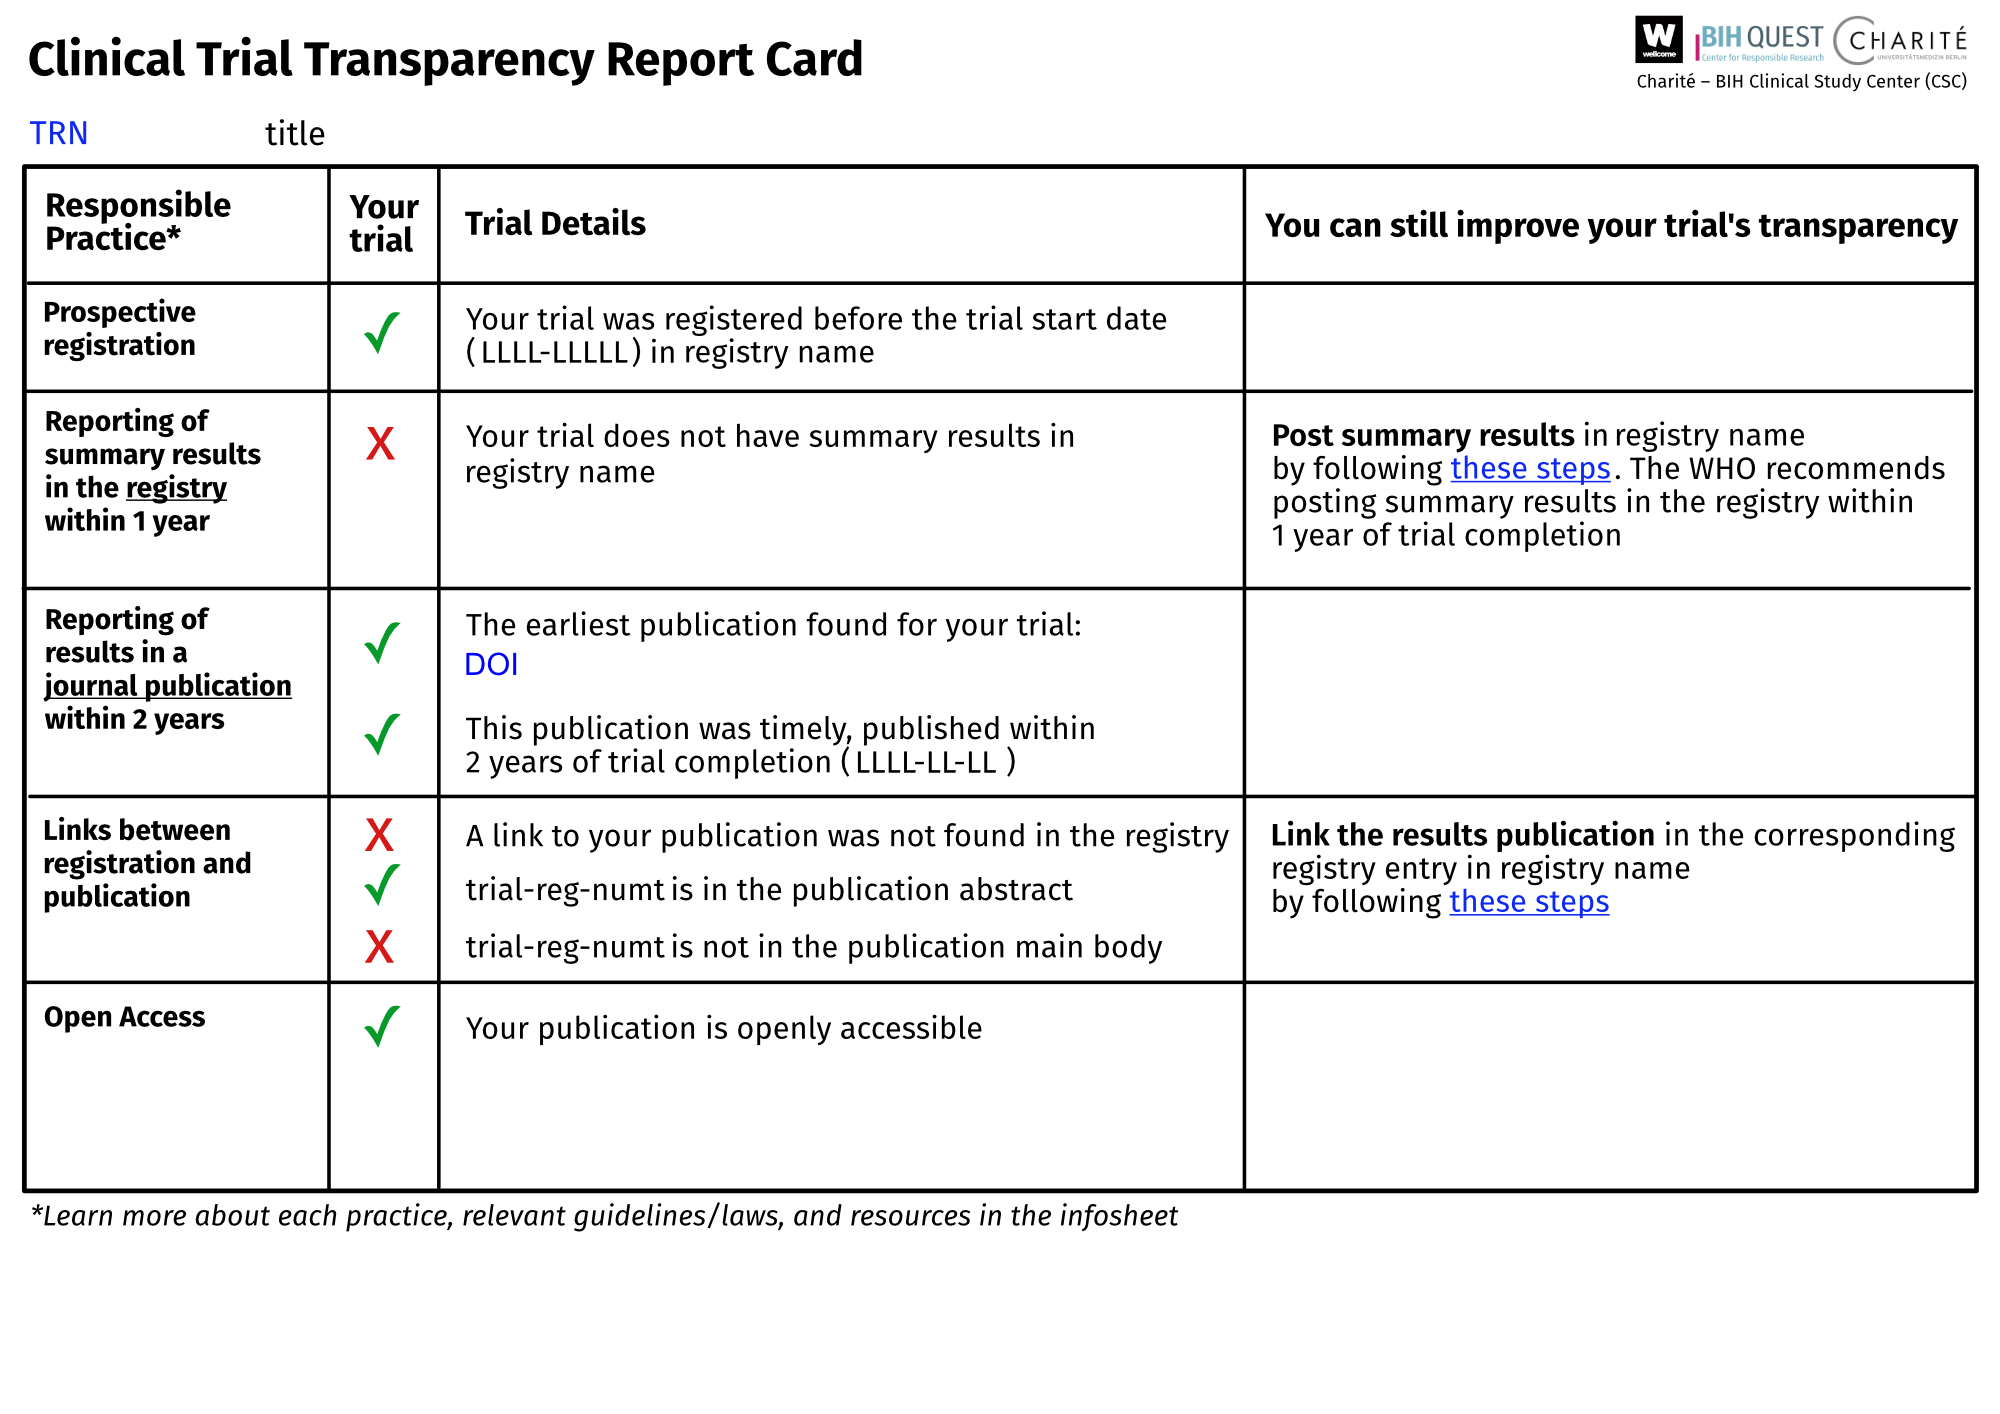 Clinical Trial Transparency Report Card
W
wellcome
BIH QUEST
Center for Responsible Research
CHARITÉ
UNIVERSITÄTSMEDIZIN BERLIN
Charité – BIH Clinical Study Center (CSC)
TRN title
Responsible
Practice*
Your
trial
Trial Details
You can still improve your trial's transparency
Prospective
registration
Your trial was registered before the trial start date
(LLLL-LLLLL) in registry name
Reporting of
summary results
in the registry
within 1 year
X
Your trial does not have summary results in
registry name
Post summary results in registry name
by following these steps. The WHO recommends
posting summary results in the registry within
1 year of trial completion
Reporting of
results in a
journal publication
within 2 years
The earliest publication found for your trial:
DOI
This publication was timely, published within
2 years of trial completion (LLLL-LL-LL )
Links between
registration and
publication
X
A link to your publication was not found in the registry
trial-reg-numt is in the publication abstract
X
trial-reg-numt is not in the publication main body
Link the results publication in the corresponding
registry entry in registry name
by following these steps
Open Access
Your publication is openly accessible
*Learn more about each practice, relevant guidelines/laws, and resources in the infosheet